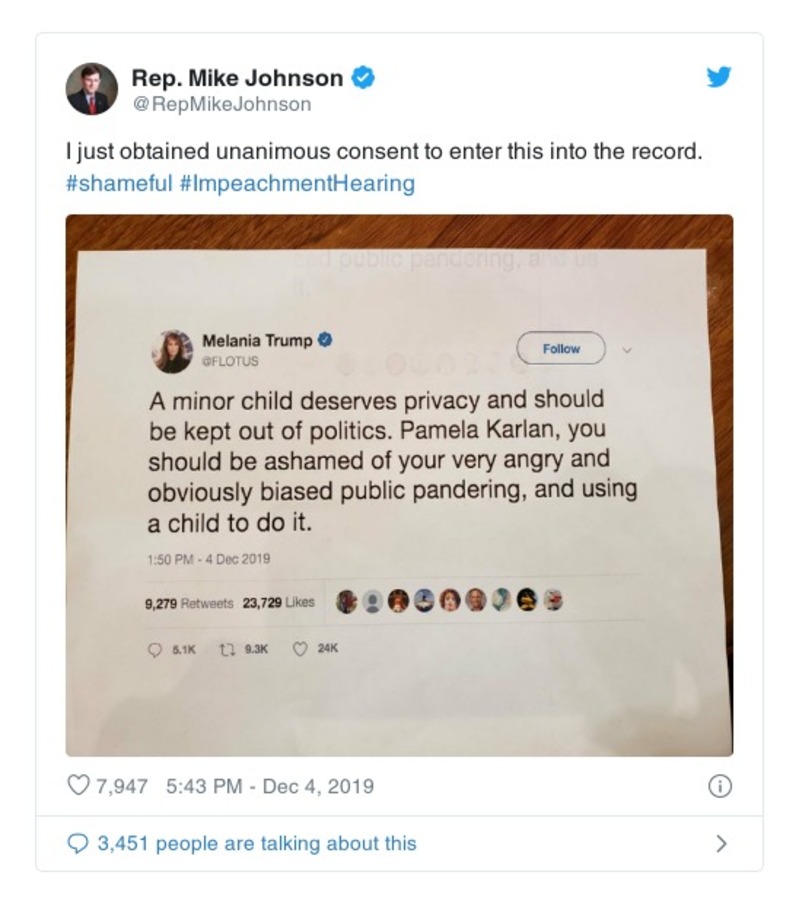 Rep. Mike Johnson
@RepMikeJohnson
I just obtained unanimous consent to enter this into the record.
#shameful #ImpeachmentHearing
ed public pandering, and us
it.
Melania Trump
@FLOTUS
Follow
A minor child deserves privacy and should
be kept out of politics. Pamela Karlan, you
should be ashamed of your very angry and
obviously biased public pandering, and using
a child to do it.
1:50 PM - 4 Dec 2019
9,279 Retweets 23,729 Likes
5.1K 9.3K 24K
7,947 5:43 PM - Dec 4, 2019
3,451 people are talking about this